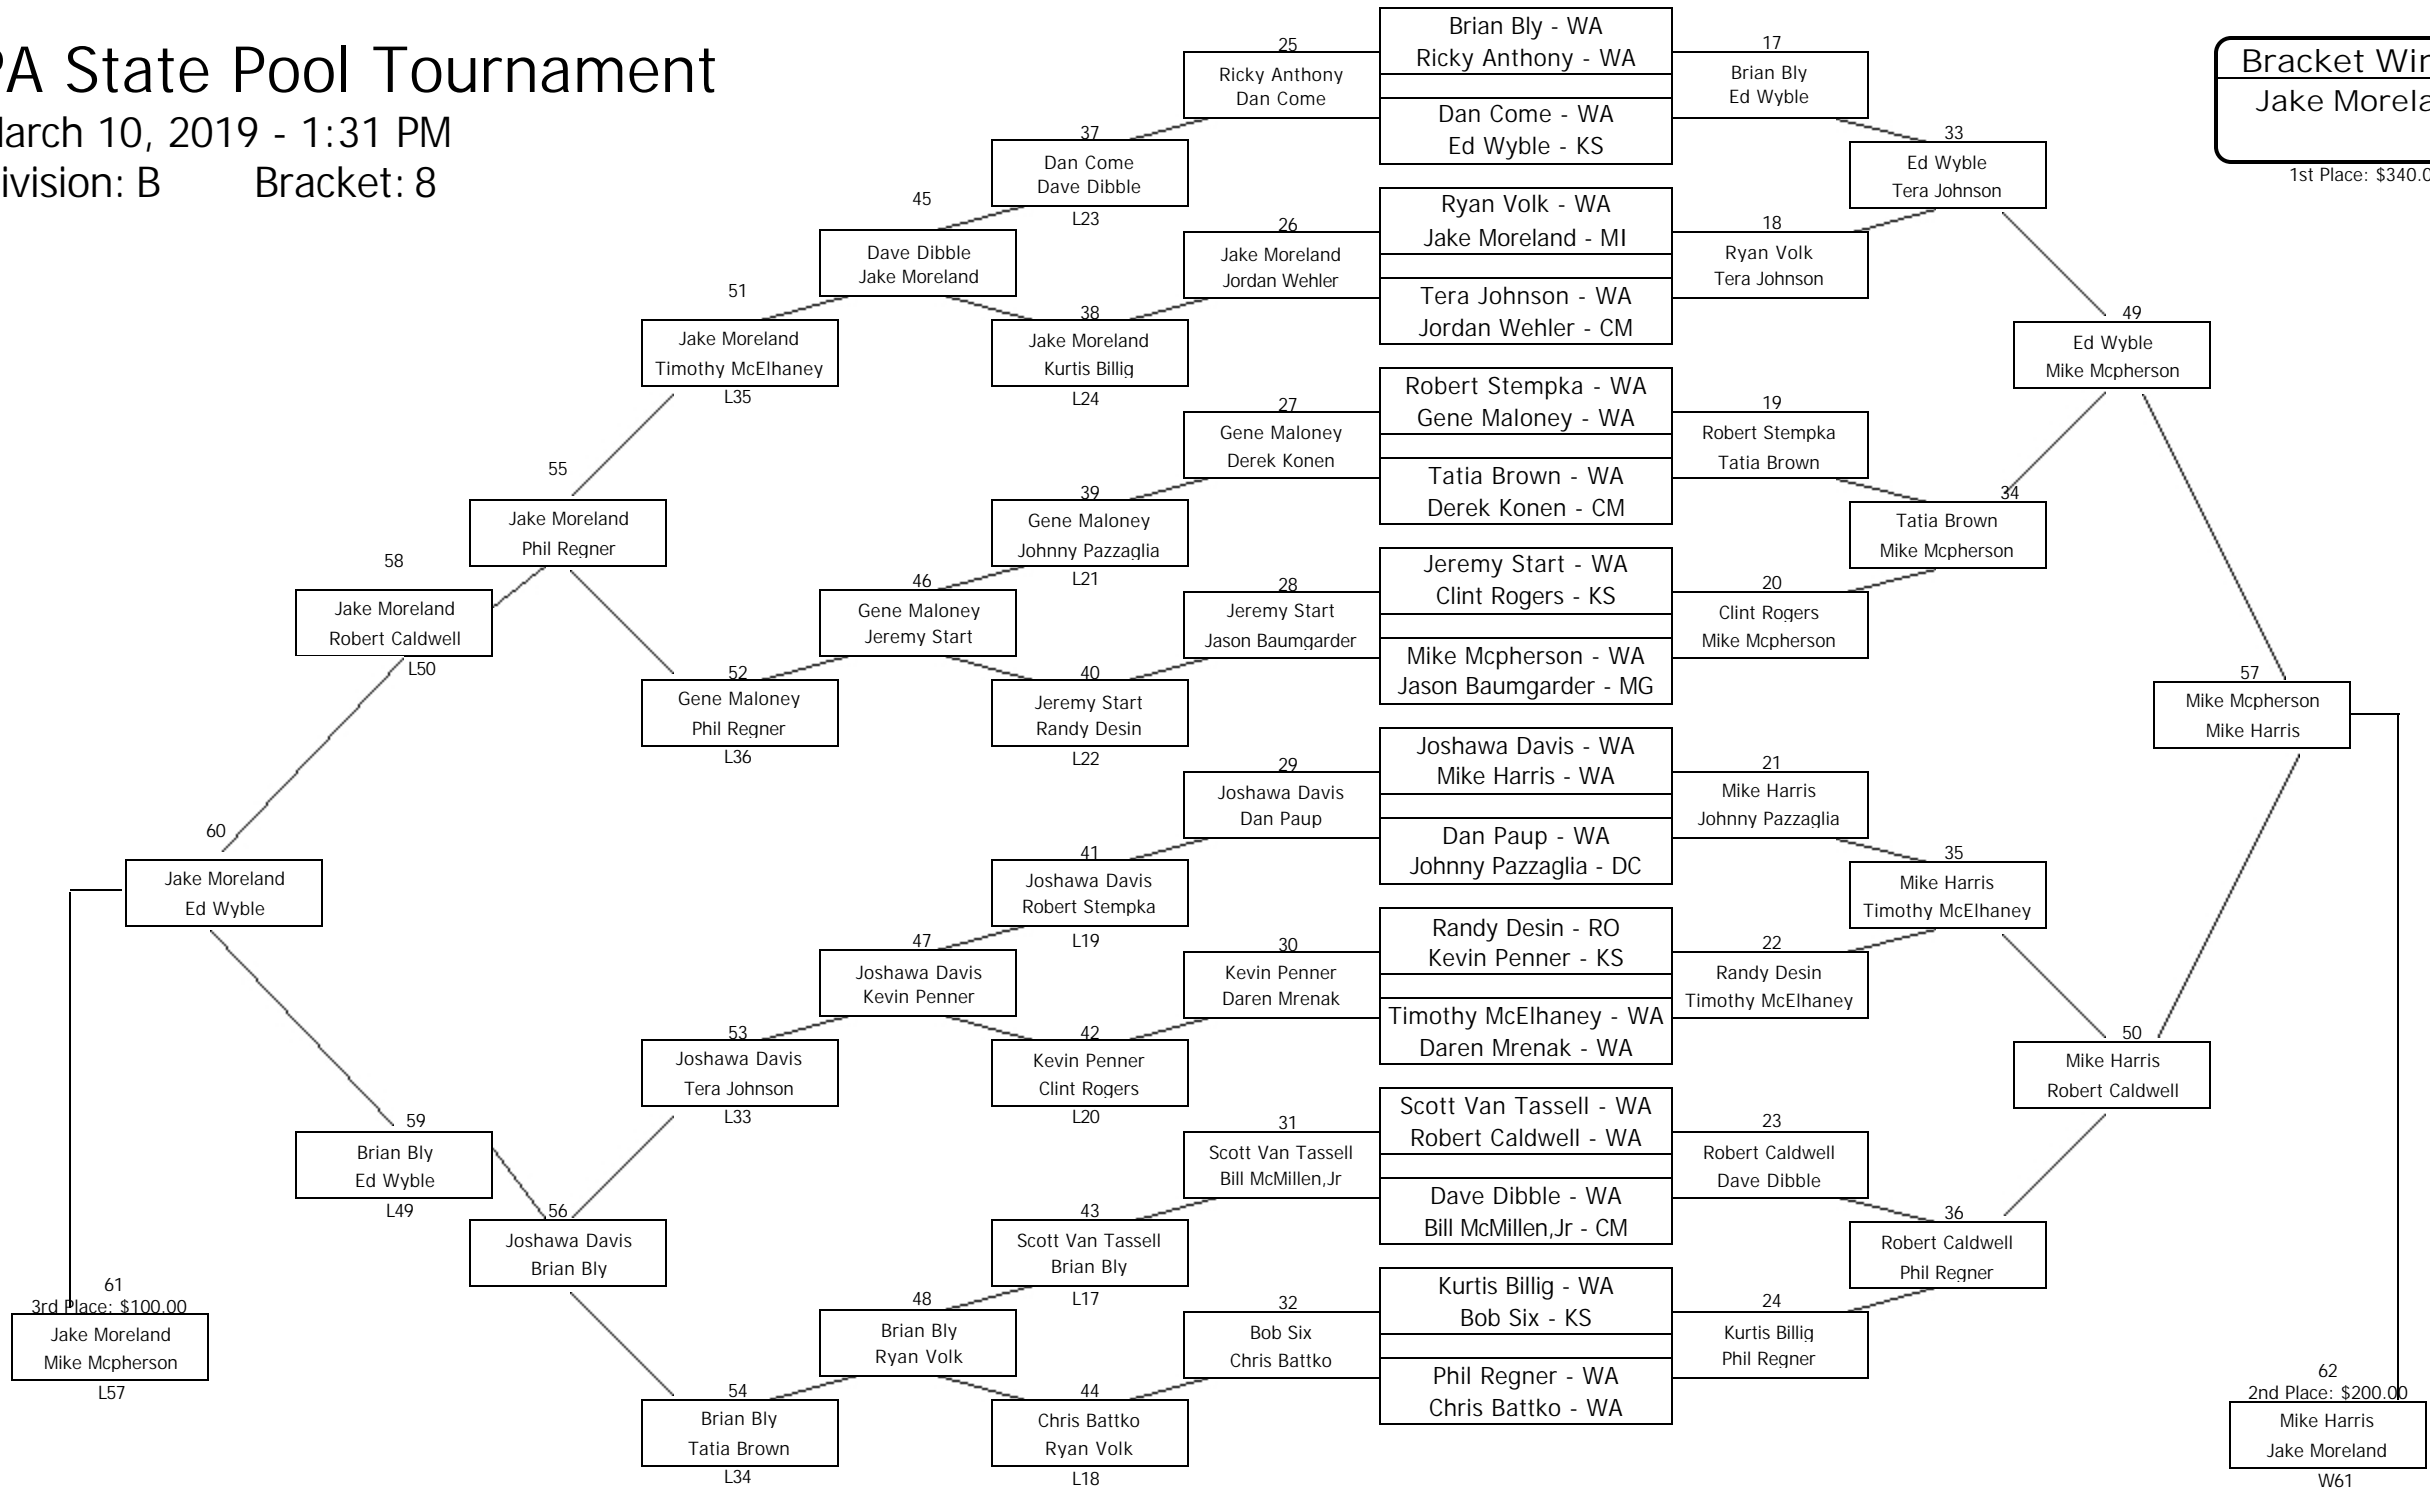 PA State Pool Tournament
March 10, 2019 - 1:31 PM
Division: B Bracket: 8
Bracket Win
Jake Morela
1st Place: $340.0
Brian Bly - WA
Ricky Anthony - WA
Dan Come - WA
Ed Wyble - KS
Ryan Volk - WA
Jake Moreland - MI
Tera Johnson - WA
Jordan Wehler - CM
Robert Stempka - WA
Gene Maloney - WA
Tatia Brown - WA
Derek Konen - CM
Jeremy Start - WA
Clint Rogers - KS
Mike Mcpherson - WA
Jason Baumgarder - MG
Joshawa Davis - WA
Mike Harris - WA
Dan Paup - WA
Johnny Pazzaglia - DC
Randy Desin - RO
Kevin Penner - KS
Timothy McElhaney - WA
Daren Mrenak - WA
Scott Van Tassell - WA
Robert Caldwell - WA
Dave Dibble - WA
Bill McMillen,Jr - CM
Kurtis Billig - WA
Bob Six - KS
Phil Regner - WA
Chris Battko - WA
17
Brian Bly
Ed Wyble
18
Ryan Volk
Tera Johnson
19
Robert Stempka
Tatia Brown
20
Clint Rogers
Mike Mcpherson
21
Mike Harris
Johnny Pazzaglia
22
Randy Desin
Timothy McElhaney
23
Robert Caldwell
Dave Dibble
24
Kurtis Billig
Phil Regner
25
Ricky Anthony
Dan Come
26
Jake Moreland
Jordan Wehler
27
Gene Maloney
Derek Konen
28
Jeremy Start
Jason Baumgarder
29
Joshawa Davis
Dan Paup
30
Kevin Penner
Daren Mrenak
31
Scott Van Tassell
Bill McMillen,Jr
32
Bob Six
Chris Battko
33
Ed Wyble
Tera Johnson
34
Tatia Brown
Mike Mcpherson
35
Mike Harris
Timothy McElhaney
36
Robert Caldwell
Phil Regner
37
Dan Come
Dave Dibble
L23
38
Jake Moreland
Kurtis Billig
L24
39
Gene Maloney
Johnny Pazzaglia
L21
40
Jeremy Start
Randy Desin
L22
41
Joshawa Davis
Robert Stempka
L19
42
Kevin Penner
Clint Rogers
L20
43
Scott Van Tassell
Brian Bly
L17
44
Chris Battko
Ryan Volk
L18
45
Dave Dibble
Jake Moreland
46
Gene Maloney
Jeremy Start
47
Joshawa Davis
Kevin Penner
48
Brian Bly
Ryan Volk
49
Ed Wyble
Mike Mcpherson
50
Mike Harris
Robert Caldwell
51
Jake Moreland
Timothy McElhaney
L35
52
Gene Maloney
Phil Regner
L36
53
Joshawa Davis
Tera Johnson
L33
54
Brian Bly
Tatia Brown
L34
55
Jake Moreland
Phil Regner
56
Joshawa Davis
Brian Bly
57
Mike Mcpherson
Mike Harris
58
Jake Moreland
Robert Caldwell
L50
59
Brian Bly
Ed Wyble
L49
60
Jake Moreland
Ed Wyble
61
3rd Place: $100.00
Jake Moreland
Mike Mcpherson
L57
62
2nd Place: $200.00
Mike Harris
Jake Moreland
W61